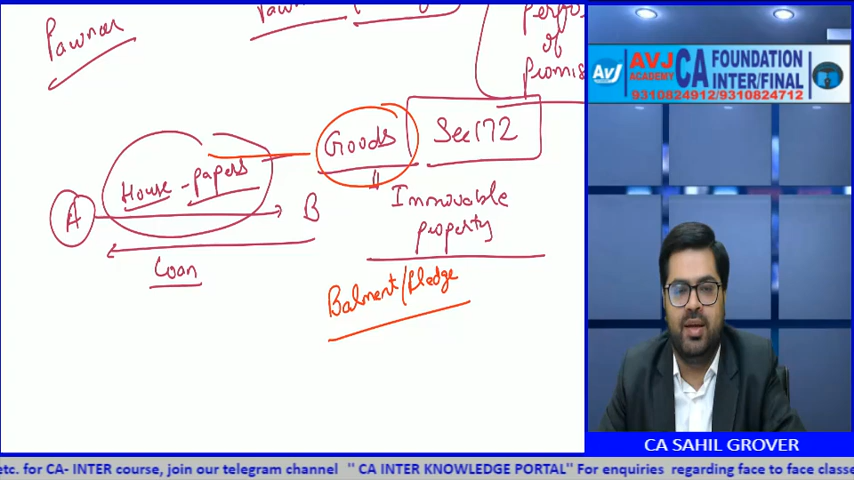 Pawnor
of
House - papers
Goods
Sec 172
A
B
Immovable
property
Loan
Balment/Pledge
AVJ
AVJ
ACADEMY
CA
FOUNDATION
INTER/FINAL
9310824912/9310824712
CA SAHIL GROVER
etc. for CA- INTER course, join our telegram channel '' CA INTER KNOWLEDGE PORTAL'' For enquiries regarding face to face classe